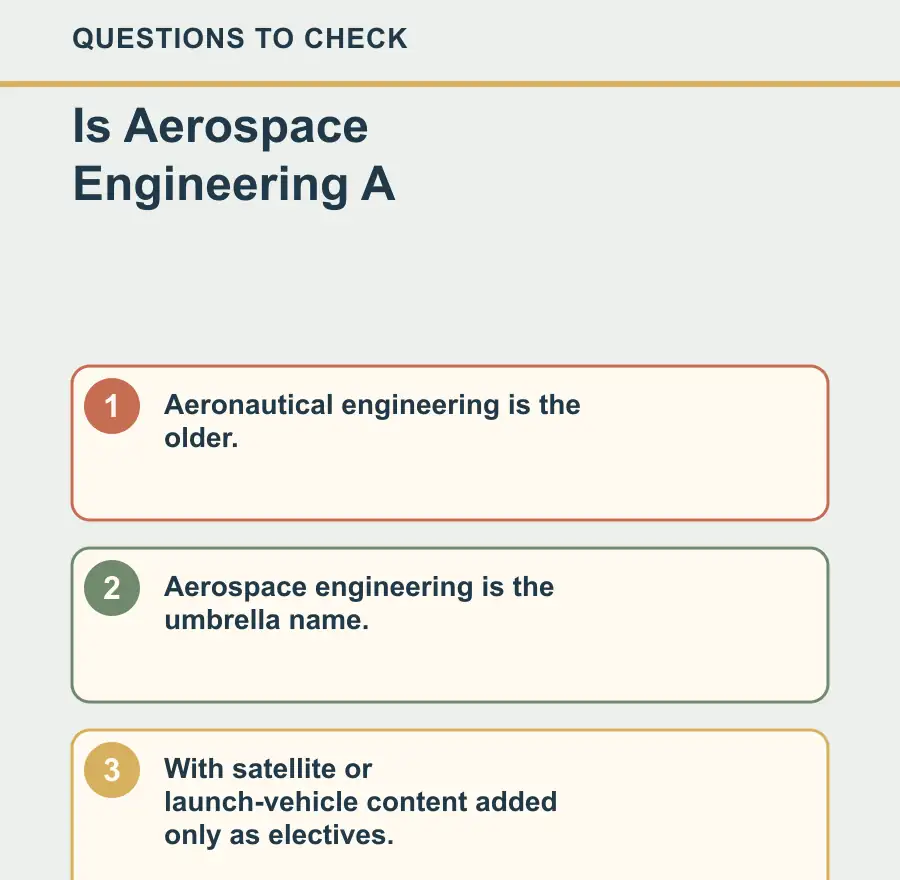 QUESTIONS TO CHECK
Is Aerospace
Engineering A
1
Aeronautical engineering is the
older.
2
Aerospace engineering is the
umbrella name.
3
With satellite or
launch-vehicle content added
only as electives.